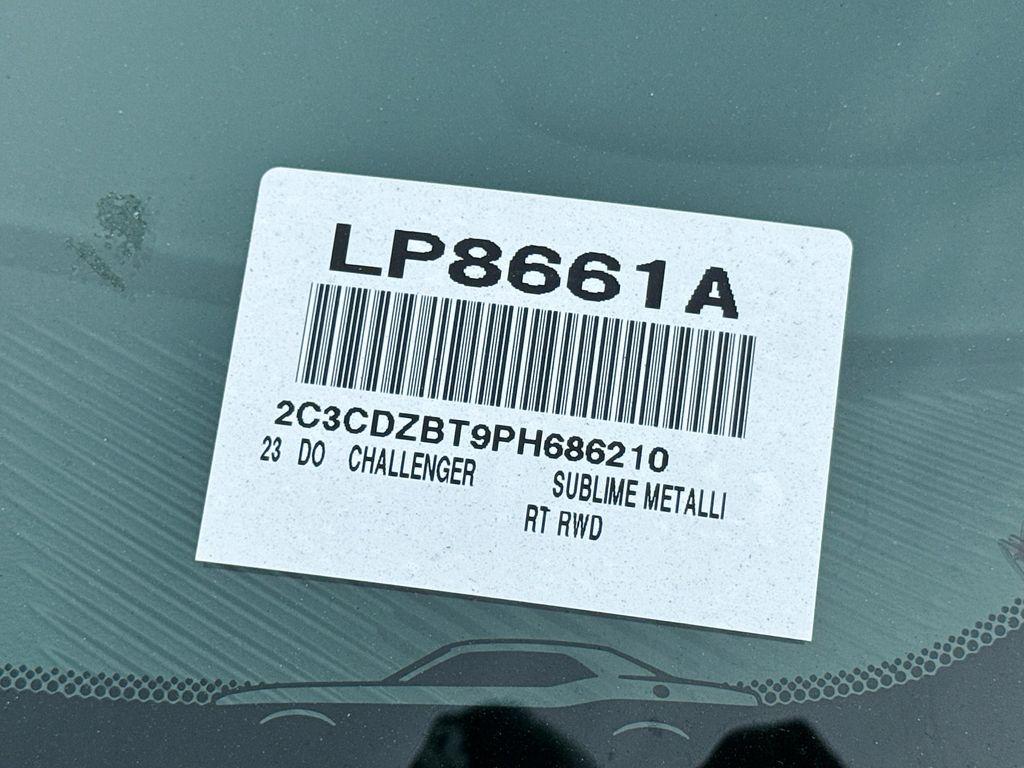 LP8661A
2C3CDZBT9PH686210
23 DO CHALLENGER SUBLIME METALLI
RT RWD